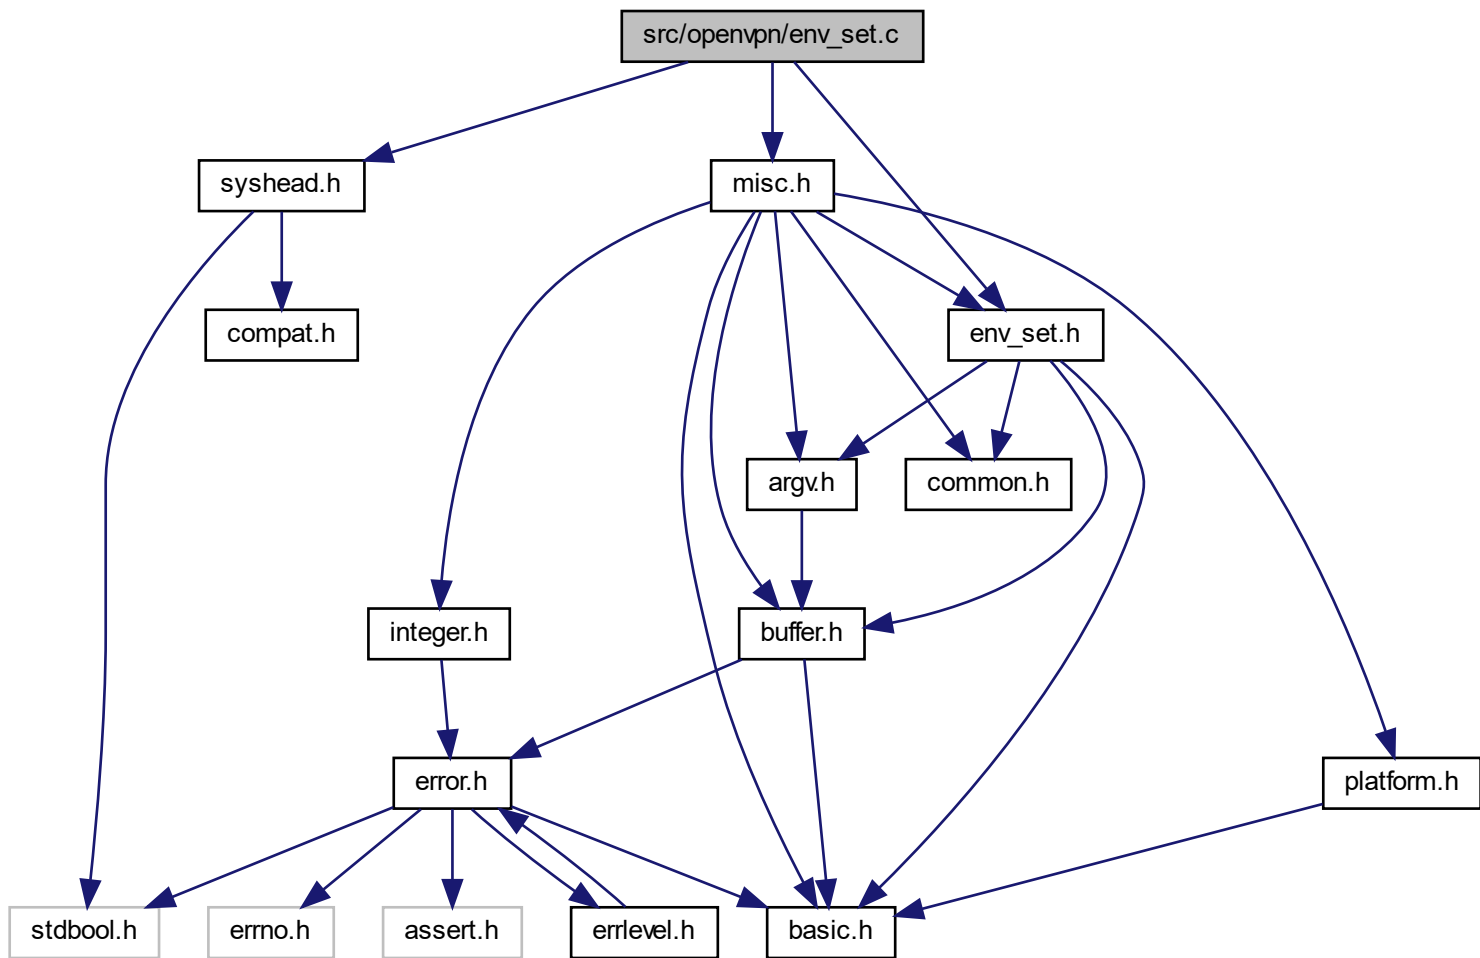 src/openvpn/env_set.c
syshead.h
misc.h
compat.h
env_set.h
argv.h
common.h
integer.h
buffer.h
error.h
platform.h
stdbool.h
errno.h
assert.h
errlevel.h
basic.h